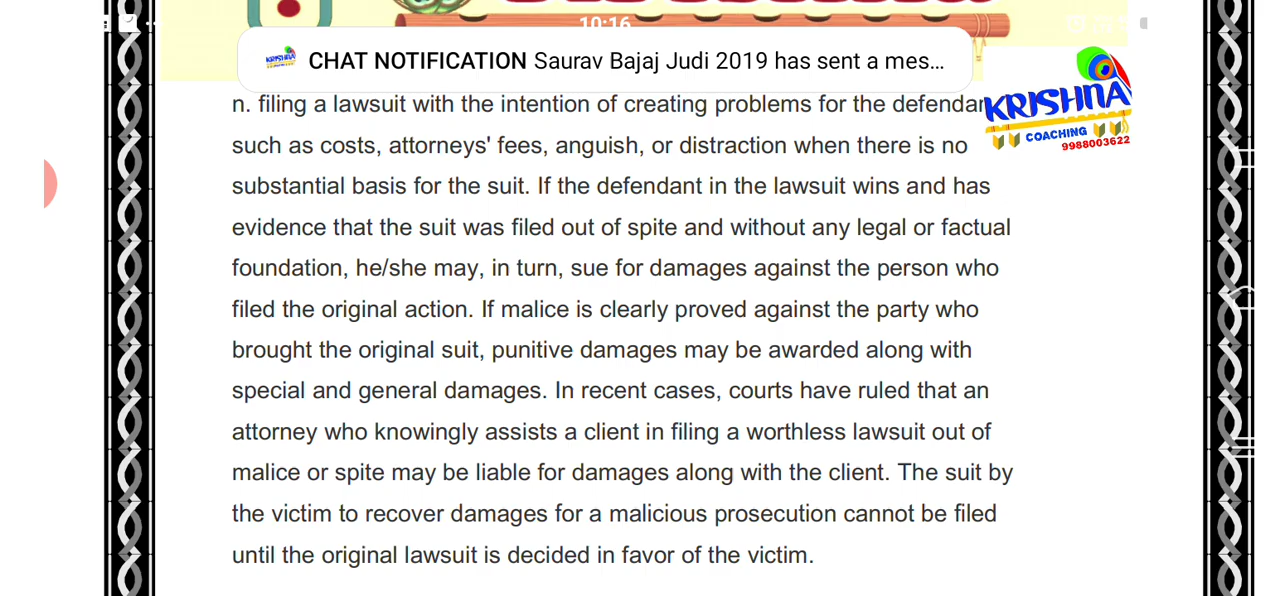 10:16
CHAT NOTIFICATION Saurav Bajaj Judi 2019 has sent a mes...
n. filing a lawsuit with the intention of creating problems for the
such as costs, attorneys' fees, anguish, or distraction when there is no
substantial basis for the suit. If the defendant in the lawsuit wins and has
evidence that the suit was filed out of spite and without any legal or factual
foundation, he/she may, in turn, sue for damages against the person who
filed the original action. If malice is clearly proved against the party who
brought the original suit, punitive damages may be awarded along with
special and general damages. In recent cases, courts have ruled that an
attorney who knowingly assists a client in filing a worthless lawsuit out of
malice or spite may be liable for damages along with the client. The suit by
the victim to recover damages for a malicious prosecution cannot be filed
until the original lawsuit is decided in favor of the victim.
KRISHNA
COACHING
9988003622